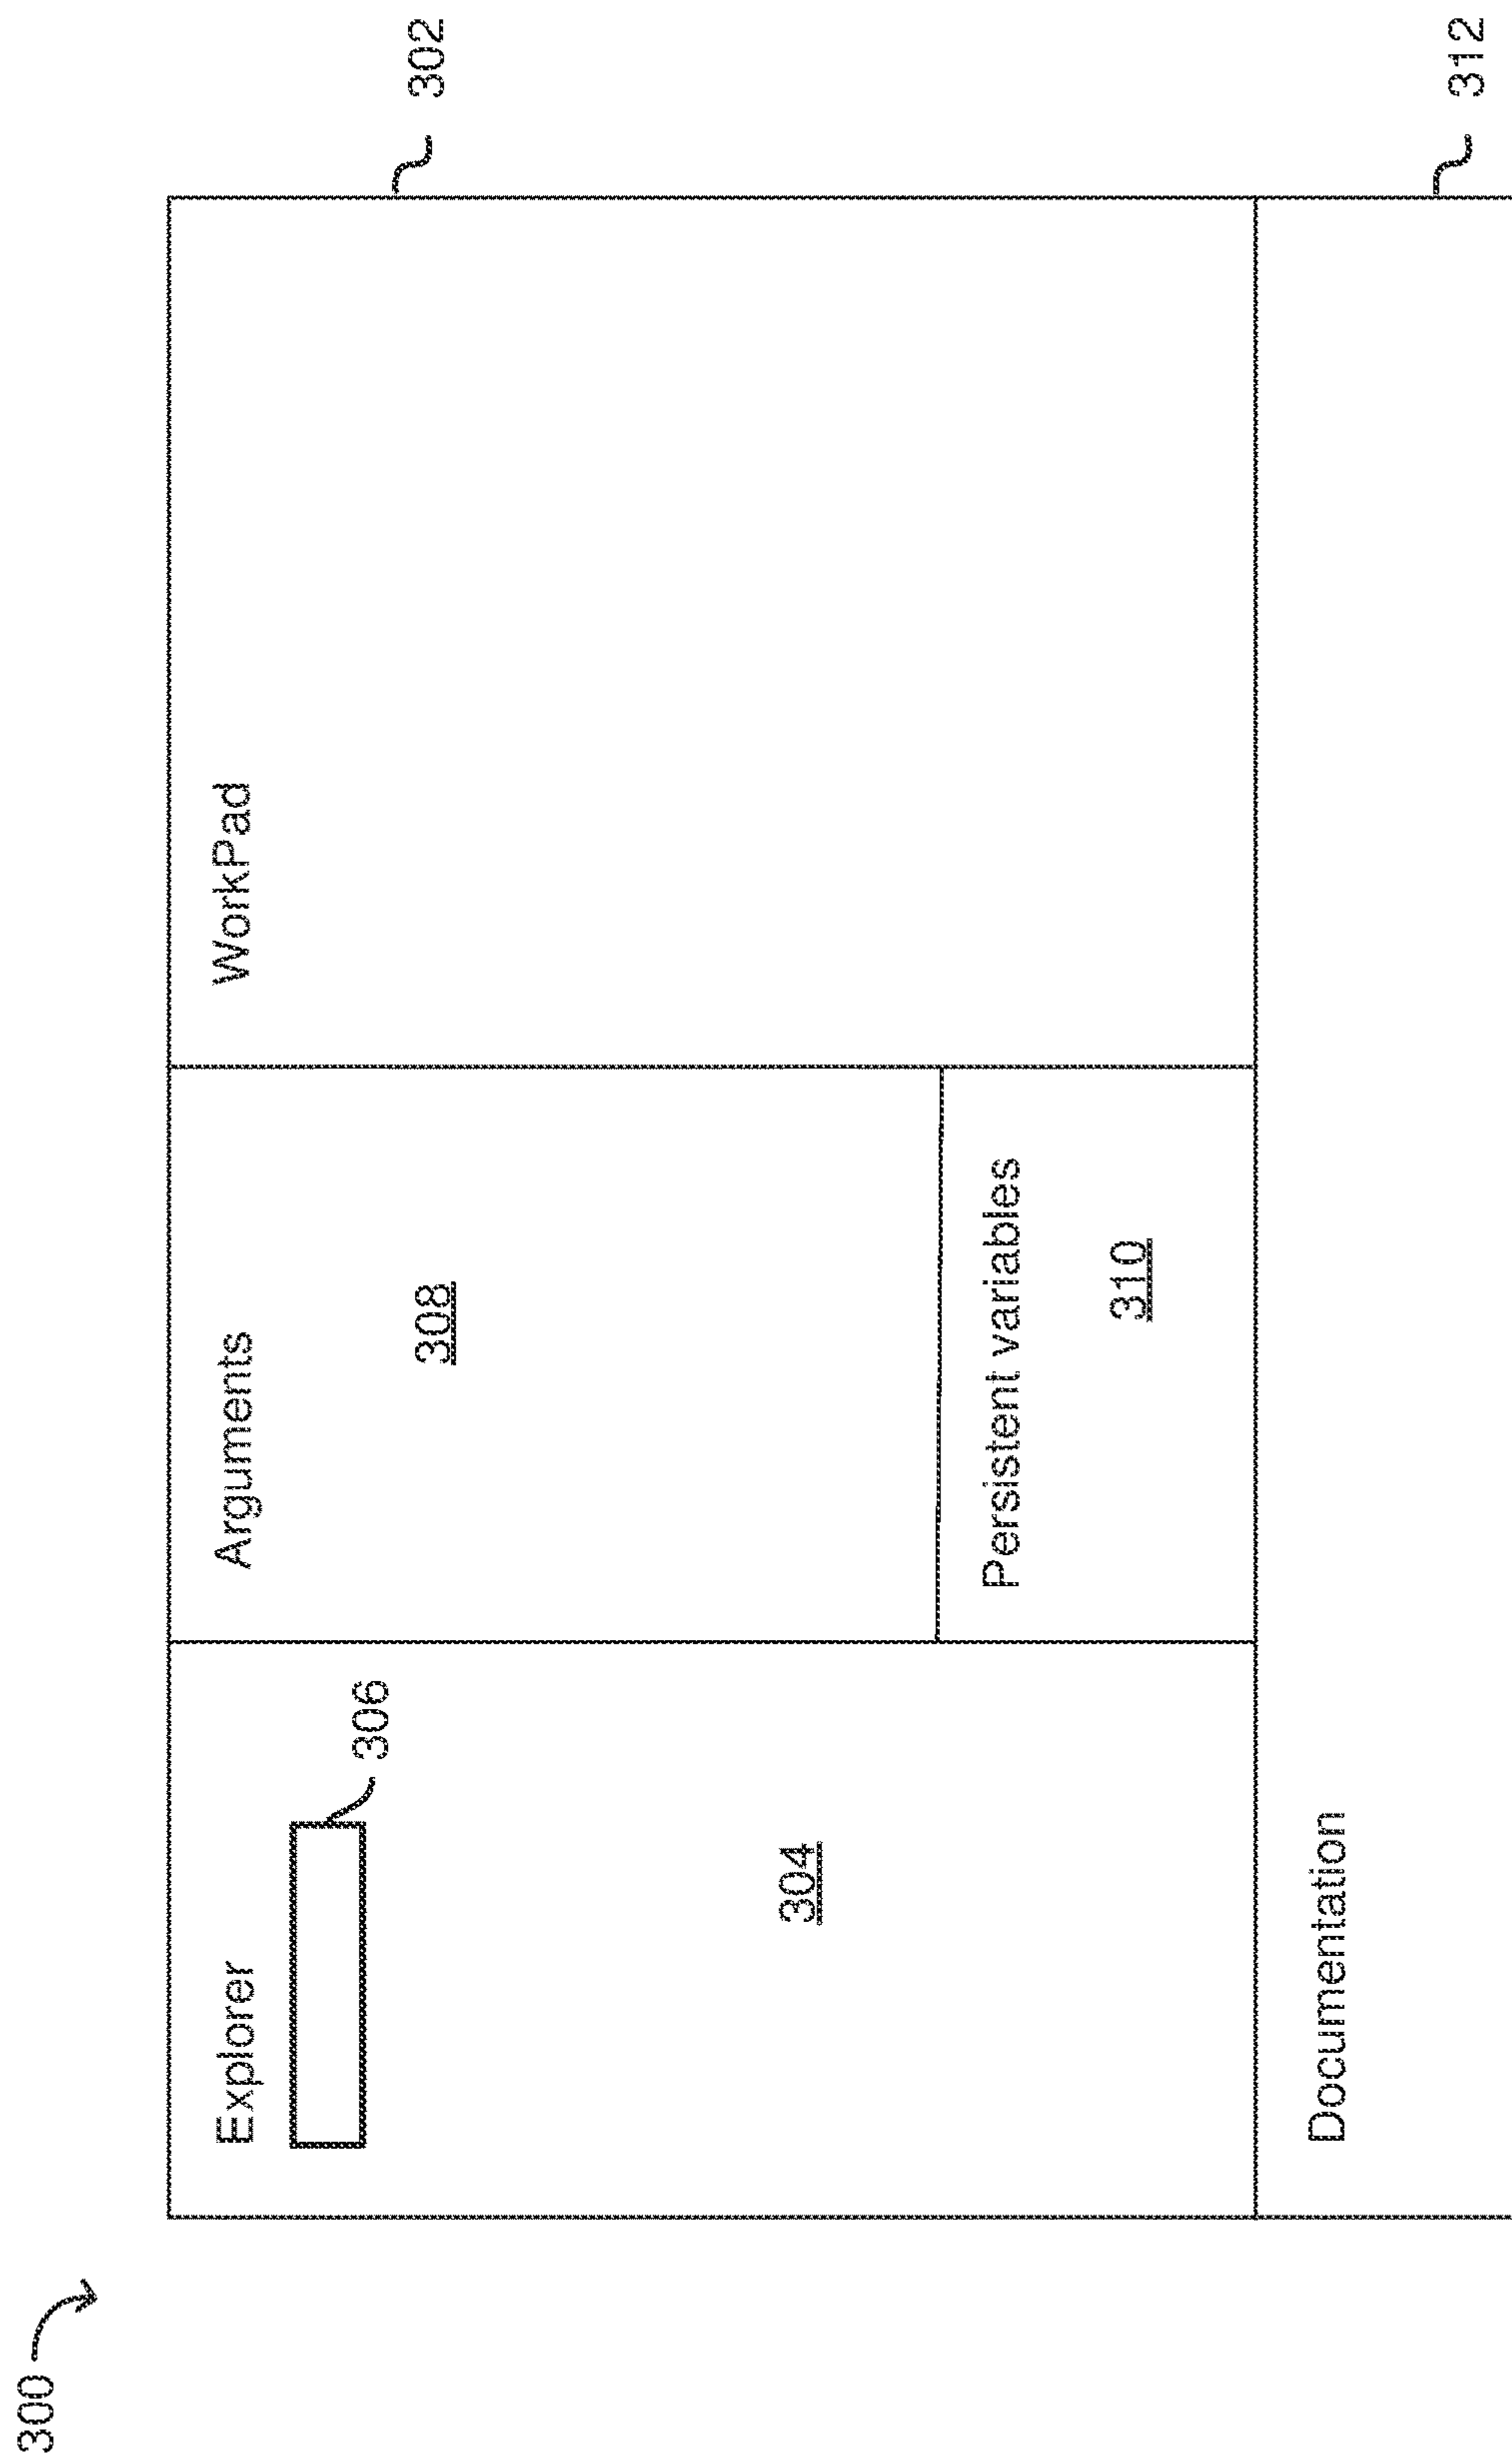 300
Explorer
306
304
Arguments
308
Persistent variables
310
WorkPad
302
Documentation
312